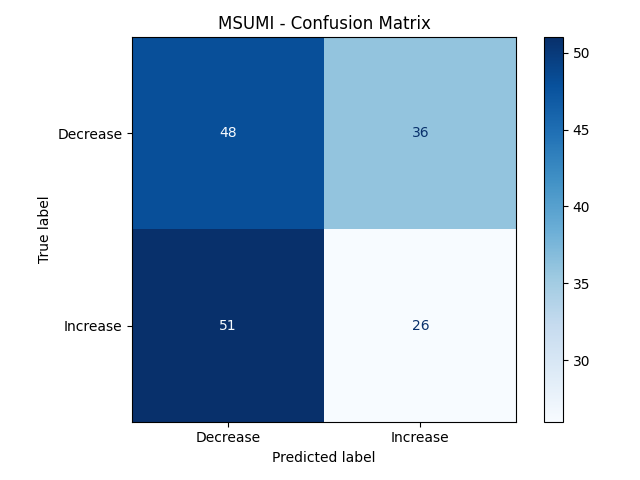 MSUMI - Confusion Matrix
True label
Decrease
48
36
Increase
51
26
Decrease
Increase
Predicted label
50
45
40
35
30